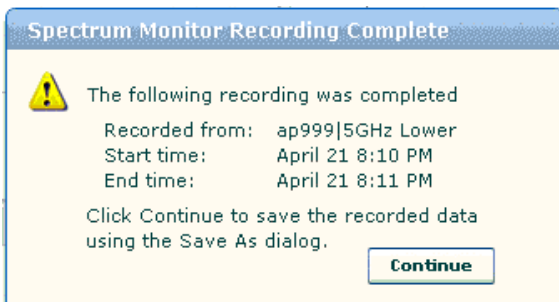 Spectrum Monitor Recording Complete
The following recording was completed
Recorded from: ap999|5GHz Lower
Start time: April 21 8:10 PM
End time: April 21 8:11 PM
Click Continue to save the recorded data
using the Save As dialog.
Continue